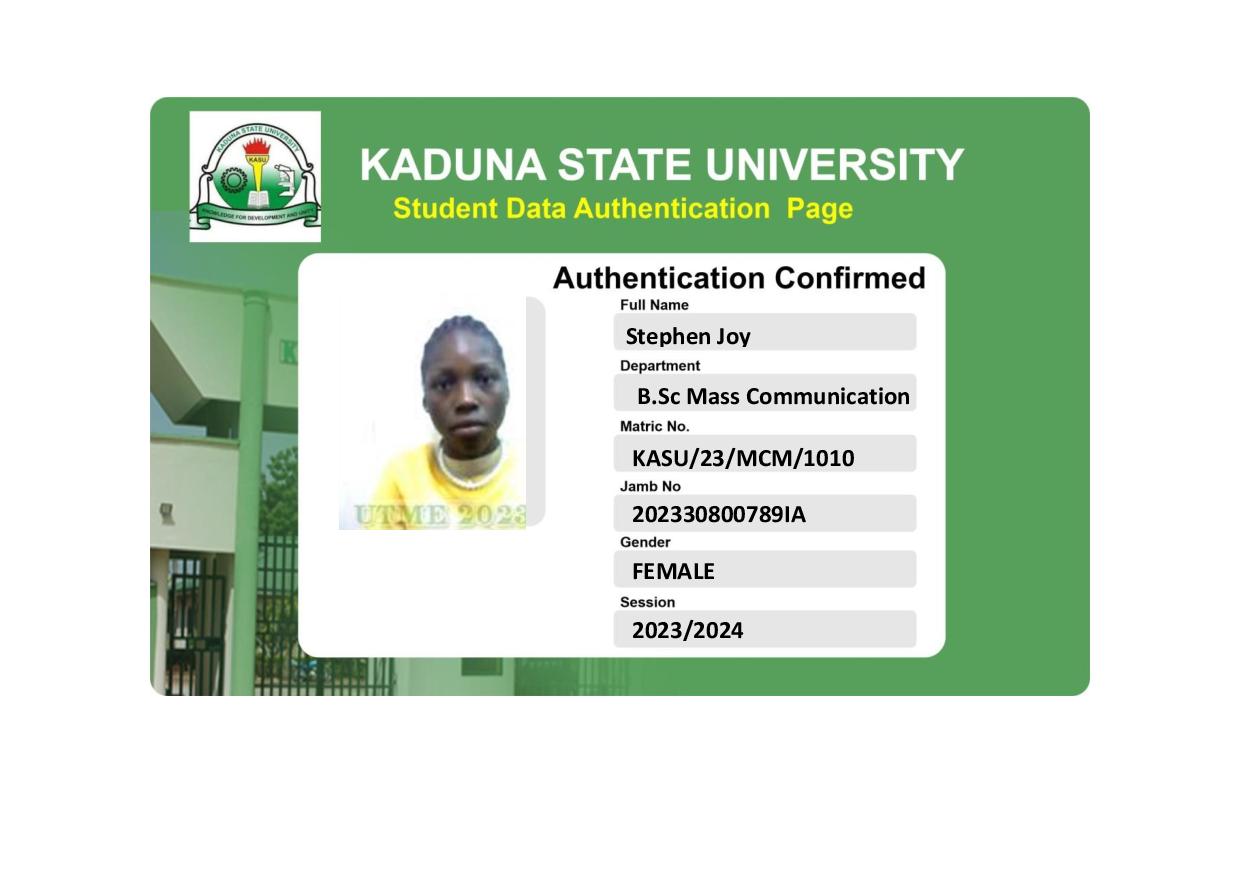 KADUNA STATE UNIVERSITY
KASU
KNOWLEDGE FOR DEVELOPMENT AND UNITY
KADUNA STATE UNIVERSITY
Student Data Authentication Page
Authentication Confirmed
Full Name
Stephen Joy
Department
B.Sc Mass Communication
Matric No.
KASU/23/MCM/1010
Jamb No
202330800789IA
Gender
FEMALE
Session
2023/2024
UTME 2023
K